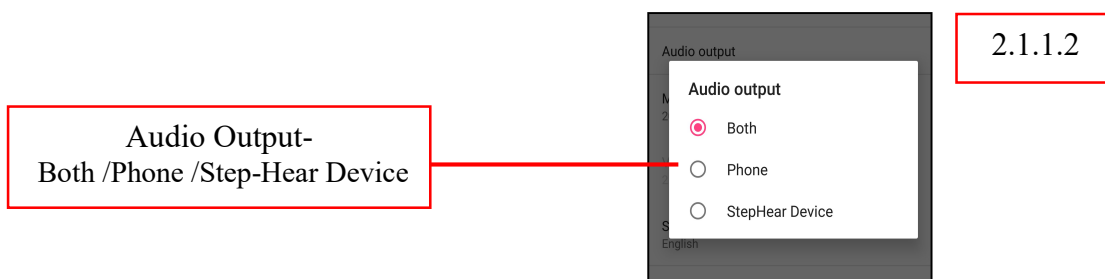 2.1.1.2
Audio Output-
Both /Phone /Step-Hear Device
Audio output
Audio output
Both
Phone
StepHear Device
English